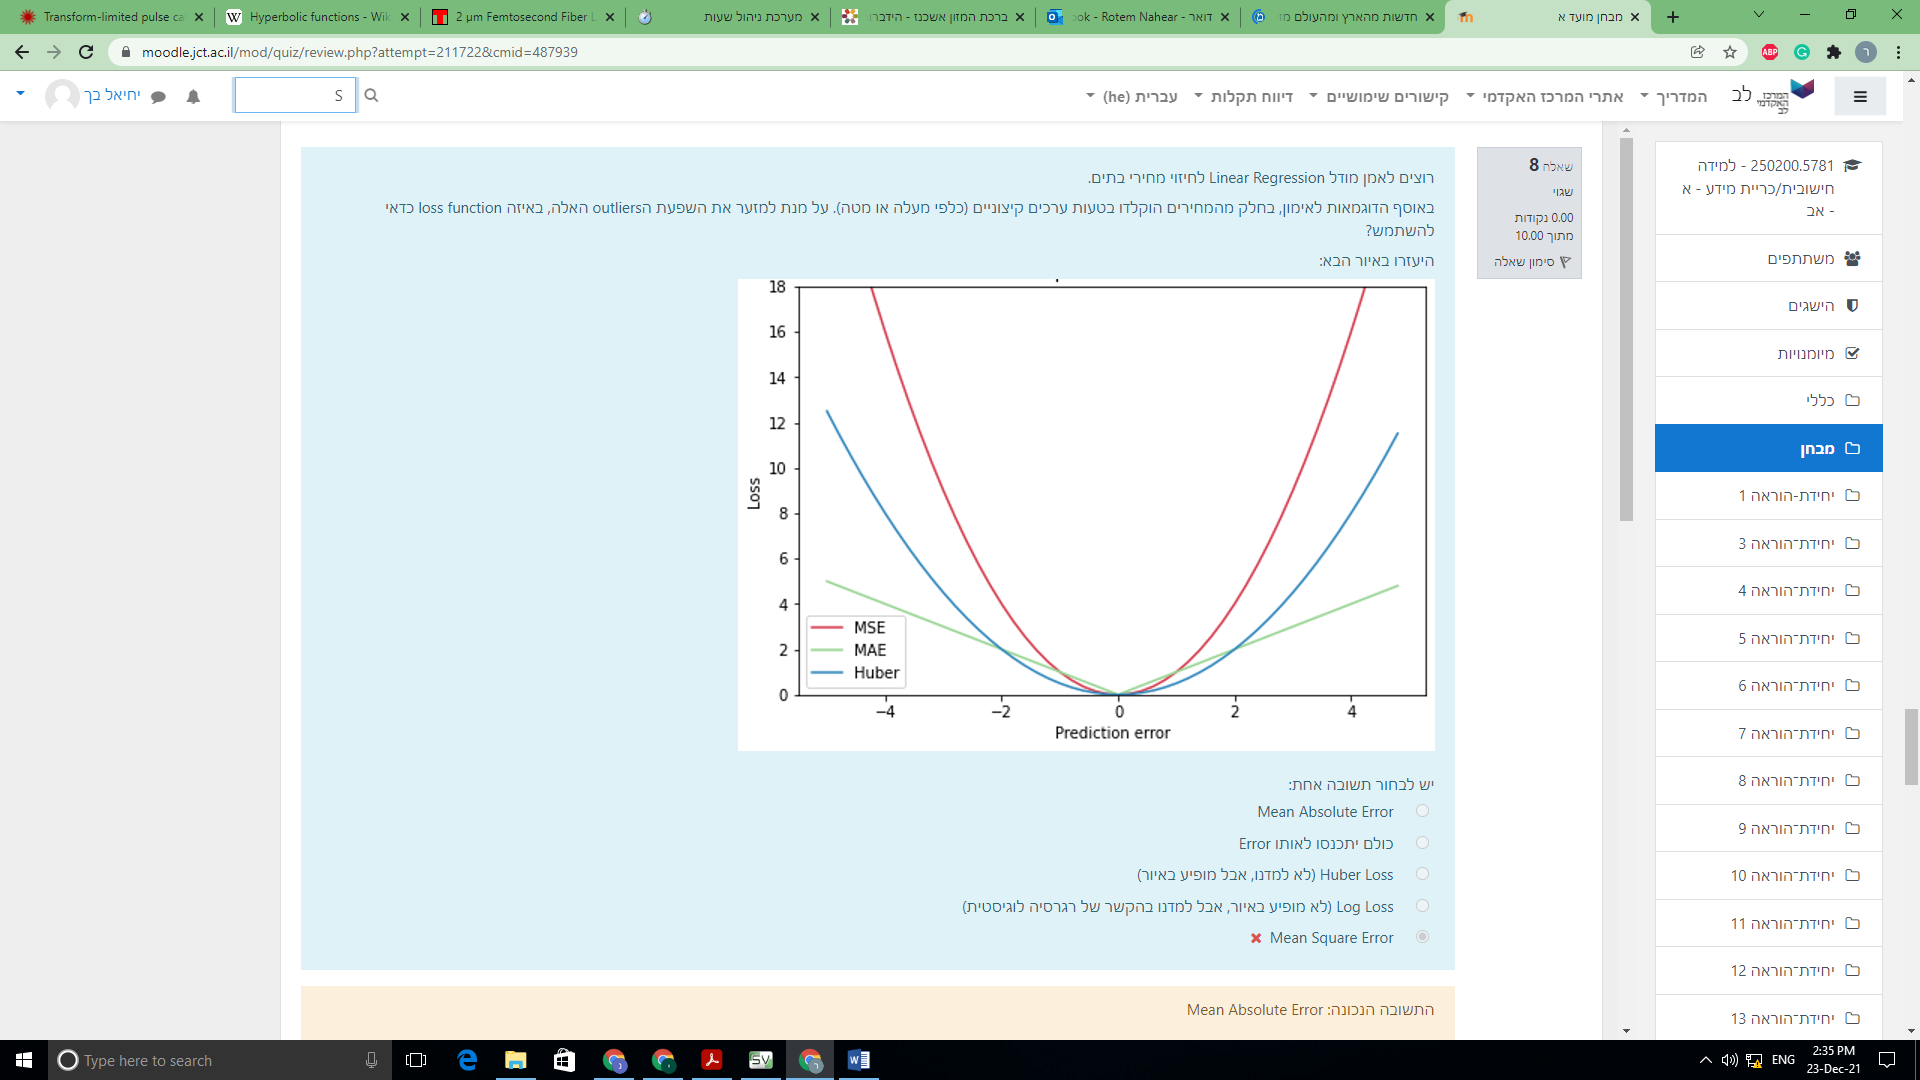 Transform-limited pulse ca
Hyperbolic functions - Wik
2 µm Femtosecond Fiber L
מערכת ניהול שעות
ברכת המזון אשכנז - הידברו
דואר - Rotem Nahear - ook
חדשות מהארץ ומהעולם מו
מבחן מועד א
moodle.jct.ac.il/mod/quiz/review.php?attempt=211722&cmid=487939
ABP
המרכז האקדמי לב
לב
המדריך
אתרי המרכז האקדמי
קישורים שימושיים
דיווח תקלות
עברית (he)
S
יחיאל בך
250200.5781 - למידה
חישובית/כריית מידע - א
- אב
משתתפים
הישגים
מיומנויות
כללי
מבחן
יחידת-הוראה 1
יחידת־הוראה 3
יחידת־הוראה 4
יחידת־הוראה 5
יחידת־הוראה 6
יחידת־הוראה 7
יחידת־הוראה 8
יחידת־הוראה 9
יחידת־הוראה 10
יחידת־הוראה 11
יחידת־הוראה 12
יחידת־הוראה 13
שאלה 8
שגוי
0.00 נקודות
מתוך 10.00
סימון שאלה
רוצים לאמן מודל Linear Regression לחיזוי מחירי בתים.
באוסף הדוגמאות לאימון, בחלק מהמחירים הוקלדו בטעות ערכים קיצוניים (כלפי מעלה או מטה). על מנת למזער את השפעת הoutliers האלה, באיזה loss function כדאי
להשתמש?
היעזרו באיור הבא:
18
16
14
12
10
8
6
4
2
0
Loss
MSE
MAE
Huber
−4 −2 0 2 4
Prediction error
יש לבחור תשובה אחת:
Mean Absolute Error
כולם יתכנסו לאותו Error
Huber Loss (לא למדנו, אבל מופיע באיור)
Log Loss (לא מופיע באיור, אבל למדנו בהקשר של רגרסיה לוגיסטית)
Mean Square Error
התשובה הנכונה: Mean Absolute Error
Type here to search
SV
ENG
2:35 PM
23-Dec-21